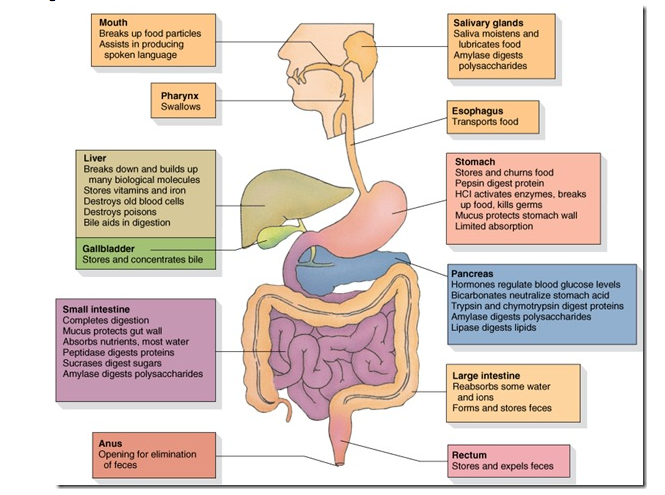 Mouth
Breaks up food particles
Assists in producing
spoken language
Salivary glands
Saliva moistens and
lubricates food
Amylase digests
polysaccharides
Pharynx
Swallows
Esophagus
Transports food
Liver
Breaks down and builds up
many biological molecules
Stores vitamins and iron
Destroys old blood cells
Destroys poisons
Bile aids in digestion
Stomach
Stores and churns food
Pepsin digest protein
HCl activates enzymes, breaks
up food, kills germs
Mucus protects stomach wall
Limited absorption
Gallbladder
Stores and concentrates bile
Pancreas
Hormones regulate blood glucose levels
Bicarbonates neutralize stomach acid
Trypsin and chymotrypsin digest proteins
Amylase digests polysaccharides
Lipase digests lipids
Small intestine
Completes digestion
Mucus protects gut wall
Absorbs nutrients, most water
Peptidase digests proteins
Sucrases digest sugars
Amylase digests polysaccharides
Large intestine
Reabsorbs some water
and ions
Forms and stores feces
Anus
Opening for elimination
of feces
Rectum
Stores and expels feces